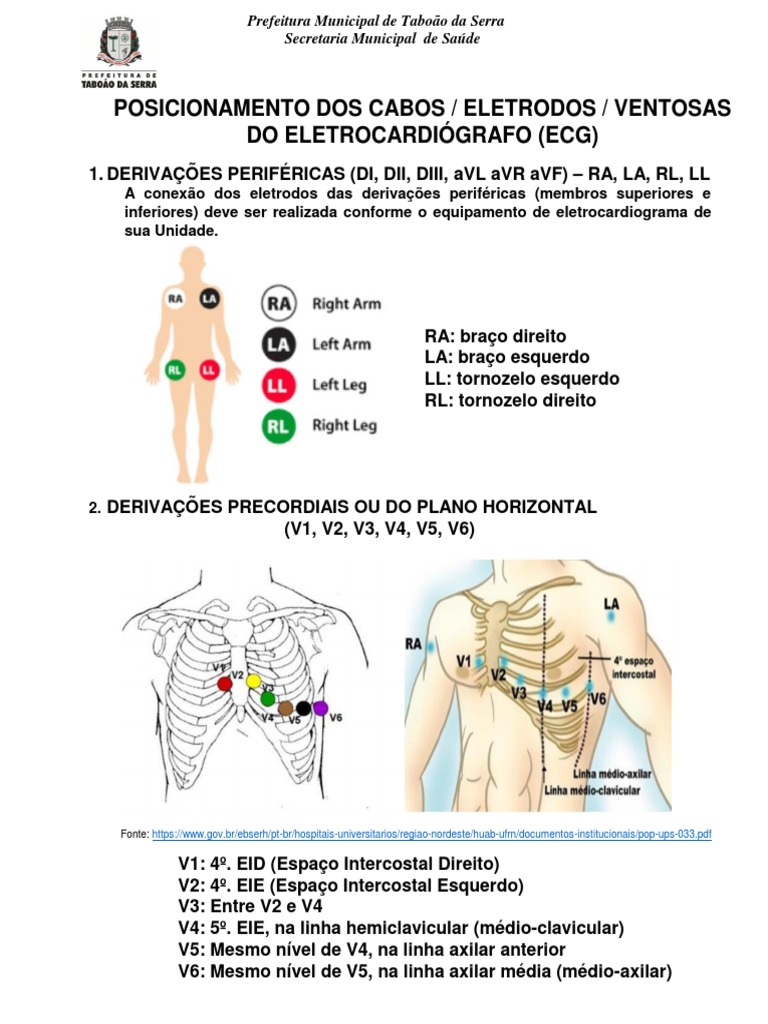 Prefeitura Municipal de Taboão da Serra
Secretaria Municipal de Saúde
PREFEITURA DE
TABOÃO DA SERRA
POSICIONAMENTO DOS CABOS / ELETRODOS / VENTOSAS
DO ELETROCARDIÓGRAFO (ECG)
1. DERIVAÇÕES PERIFÉRICAS (DI, DII, DIII, aVL aVR aVF) – RA, LA, RL, LL
A conexão dos eletrodos das derivações periféricas (membros superiores e
inferiores) deve ser realizada conforme o equipamento de eletrocardiograma de
sua Unidade.
RA LA
RL LL
RA Right Arm
LA Left Arm
LL Left Leg
RL Right Leg
RA: braço direito
LA: braço esquerdo
LL: tornozelo esquerdo
RL: tornozelo direito
2. DERIVAÇÕES PRECORDIAIS OU DO PLANO HORIZONTAL
(V1, V2, V3, V4, V5, V6)
V1
V2
V3
V4
V5
V6
LA
RA
V1
V2
V3
V4
V5
V6
4º espaço
intercostal
Linha médio-axilar
Linha médio-clavicular
Fonte: https://www.gov.br/ebserh/pt-br/hospitais-universitarios/regiao-nordeste/huab-ufrn/documentos-institucionais/pop-ups-033.pdf
V1: 4º. EID (Espaço Intercostal Direito)
V2: 4º. EIE (Espaço Intercostal Esquerdo)
V3: Entre V2 e V4
V4: 5º. EIE, na linha hemiclavicular (médio-clavicular)
V5: Mesmo nível de V4, na linha axilar anterior
V6: Mesmo nível de V5, na linha axilar média (médio-axilar)